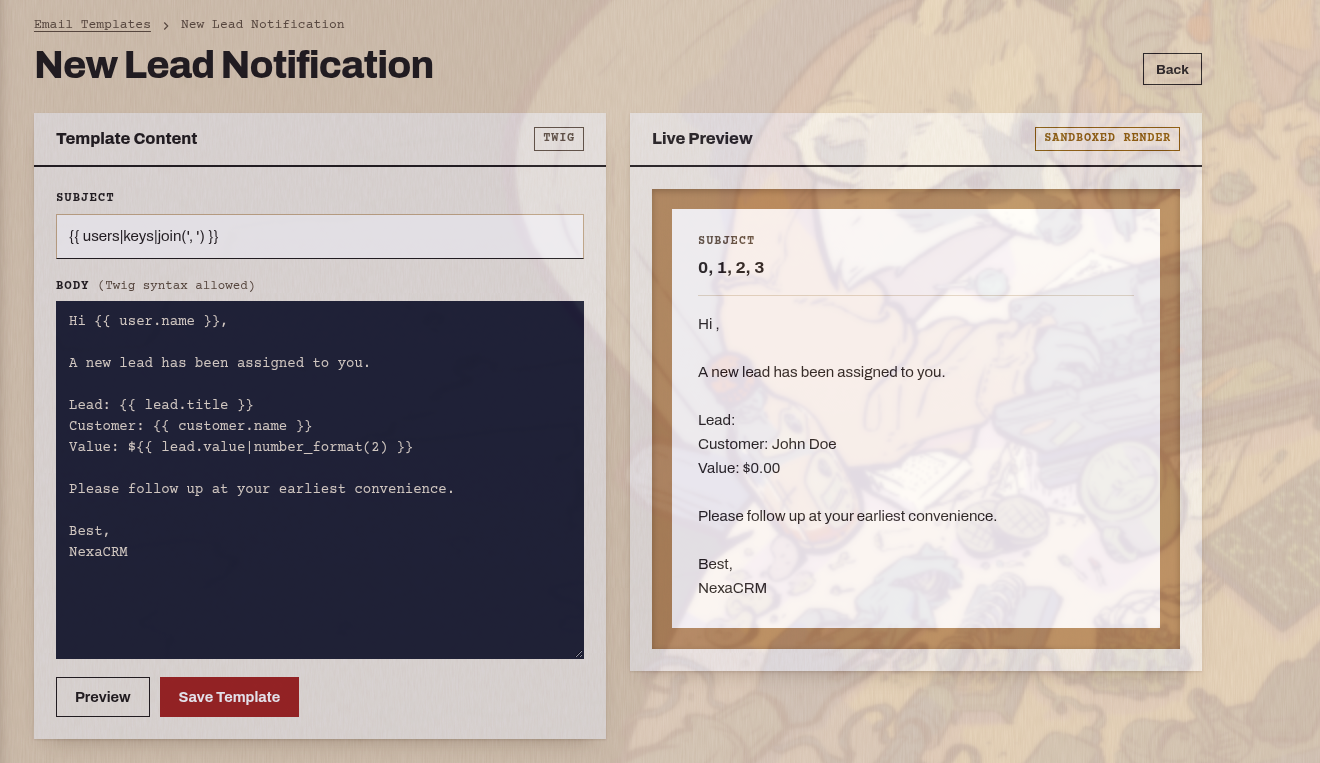 Email Templates > New Lead Notification
New Lead Notification
Back
Template Content
TWIG
SUBJECT
{{ users|keys|join(', ') }}
BODY (Twig syntax allowed)
Hi {{ user.name }},
A new lead has been assigned to you.
Lead: {{ lead.title }}
Customer: {{ customer.name }}
Value: ${{ lead.value|number_format(2) }}
Please follow up at your earliest convenience.
Best,
NexaCRM
Preview
Save Template
Live Preview
SANDBOXED RENDER
SUBJECT
0, 1, 2, 3
Hi ,
A new lead has been assigned to you.
Lead:
Customer: John Doe
Value: $0.00
Please follow up at your earliest convenience.
Best,
NexaCRM